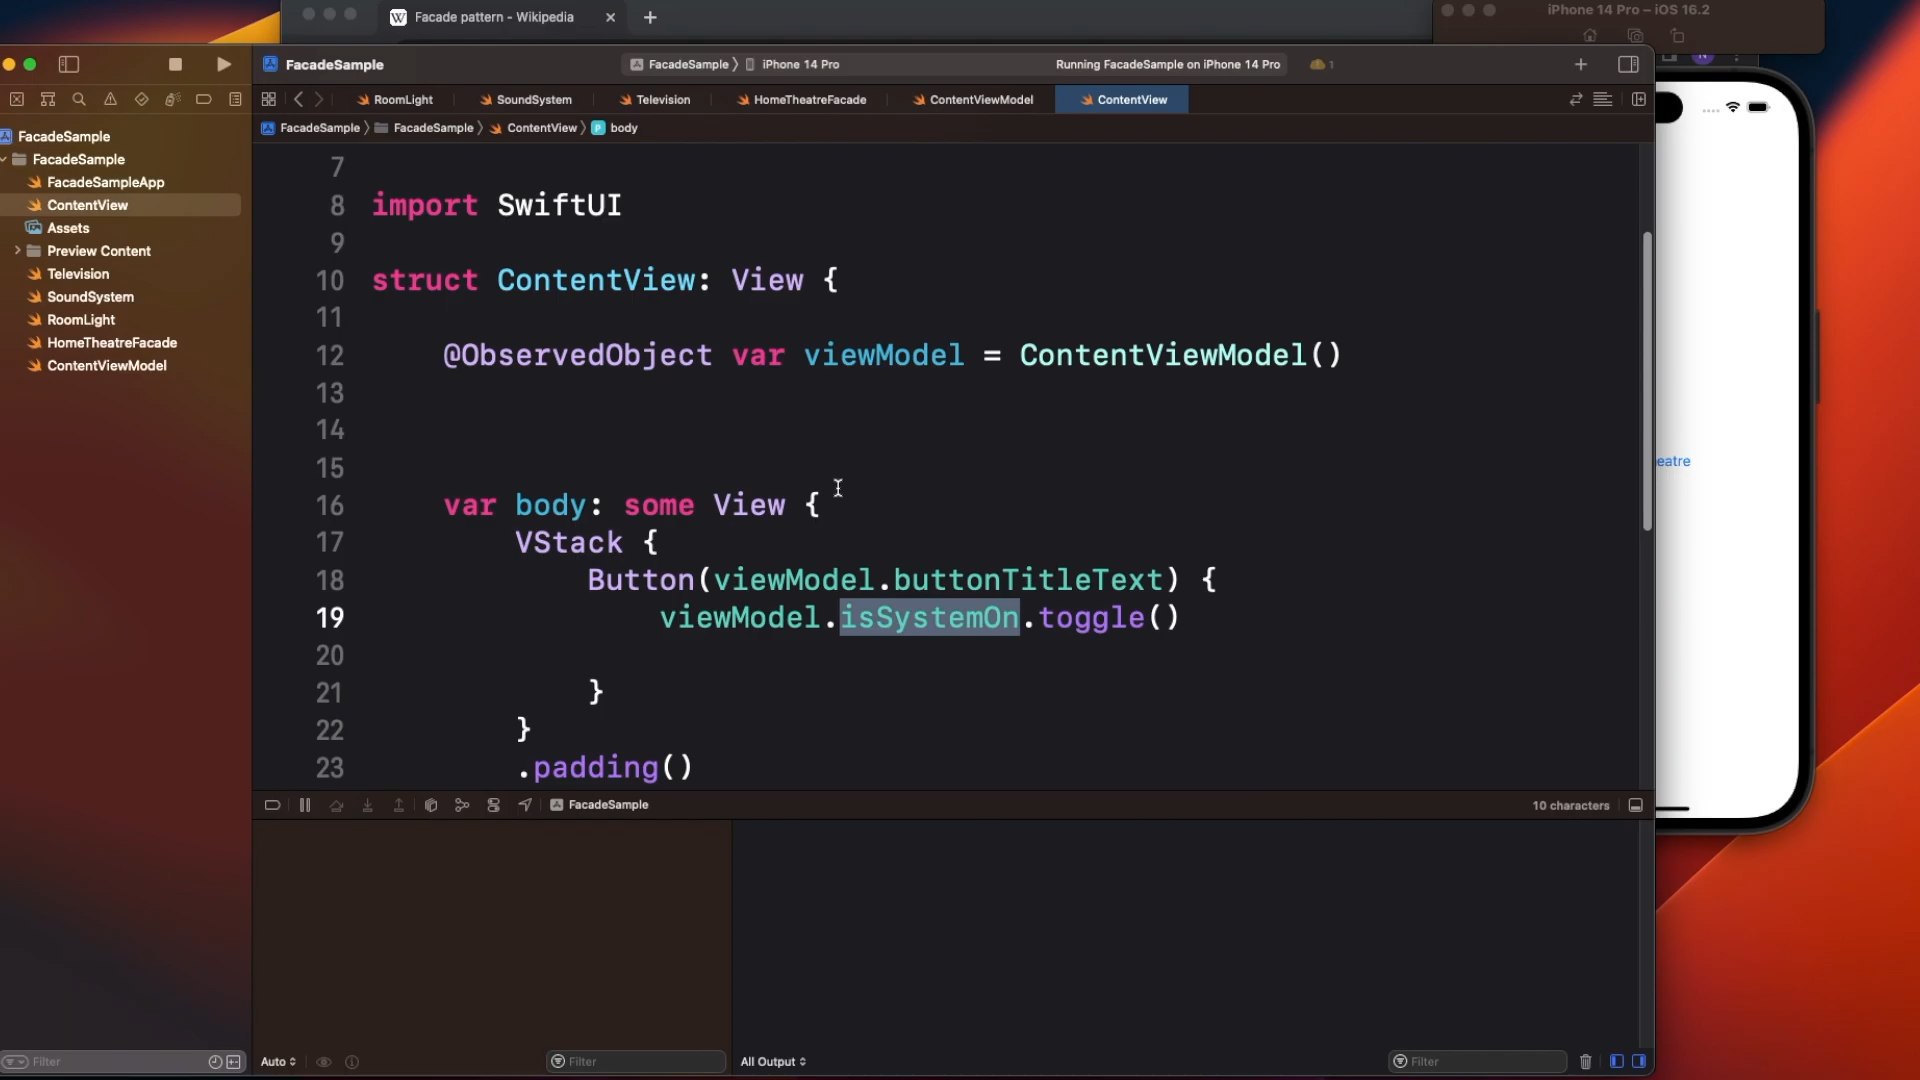 Facade pattern - Wikipedia
iPhone 14 Pro – iOS 16.2
FacadeSample
FacadeSample 〉 iPhone 14 Pro
Running FacadeSample on iPhone 14 Pro
1
RoomLight
SoundSystem
Television
HomeTheatreFacade
ContentViewModel
ContentView
FacadeSample 〉 FacadeSample 〉 ContentView 〉 P body
FacadeSample
FacadeSample
FacadeSampleApp
ContentView
Assets
Preview Content
Television
SoundSystem
RoomLight
HomeTheatreFacade
ContentViewModel
7
8 import SwiftUI
9
10 struct ContentView: View {
11
12 @ObservedObject var viewModel = ContentViewModel()
13
14
15
16 var body: some View {
17 VStack {
18 Button(viewModel.buttonTitleText) {
19 viewModel.isSystemOn.toggle()
20
21 }
22 }
23 .padding()
eatre
FacadeSample
10 characters
Filter
Auto
Filter
All Output
Filter